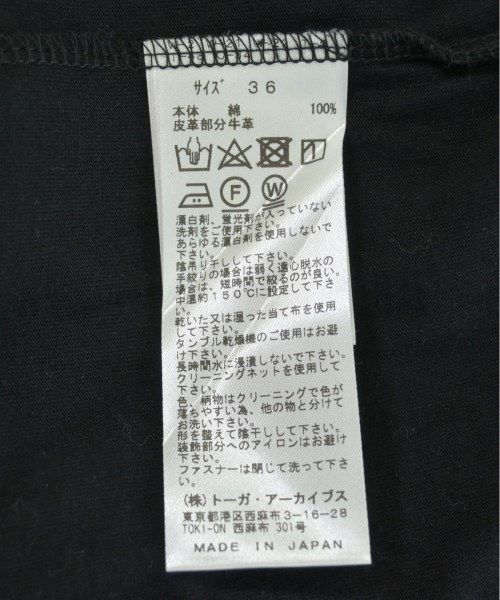 サイズ 36
本体 綿 100%
皮革部分牛革
F W
漂白剤、蛍光剤が入っていない
洗剤をご使用下さい。
あらゆる漂白剤を使用しないで
下さい。
陰吊り干しして下さい。
手絞りの場合は弱く遠心脱水の
場合は、短時間で絞るのが良い。
中温約150℃に設定して下さ
い。
乾いた又は湿った当て布を使用
して下さい。
タンブル乾燥機のご使用はお避
け下さい。
長時間水に浸漬しないで下さい。
クリーニングネットを使用して
下さい。
色、柄物はクリーニングで色が
落ちやすい為、他の物と分けて
お洗い下さい。
形を整えて陰干しして下さい。
装飾部分へのアイロンはお避け
下さい。
ファスナーは閉じて洗って下さ
い。
(株)トーガ・アーカイブス
東京都港区西麻布3-16-28
TOKI-ON 西麻布 301号
MADE IN JAPAN